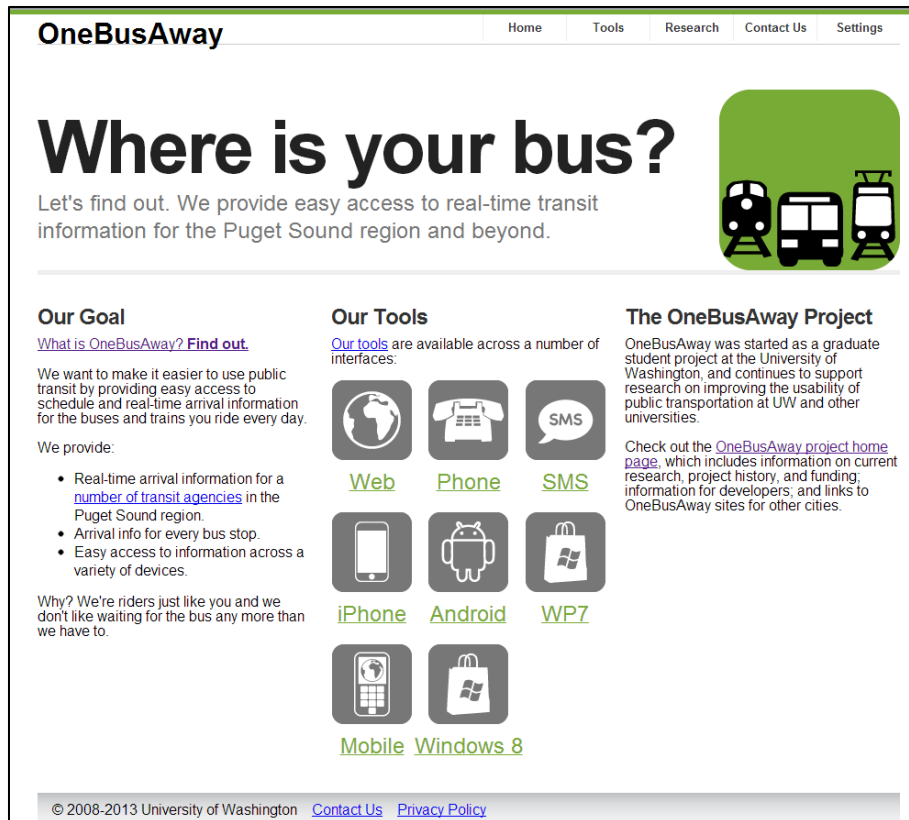 OneBusAway
Home Tools Research Contact Us Settings
Where is your bus?
Let's find out. We provide easy access to real-time transit
information for the Puget Sound region and beyond.
Our Goal
What is OneBusAway? Find out.
We want to make it easier to use public
transit by providing easy access to
schedule and real-time arrival information
for the buses and trains you ride every day.
We provide:
• Real-time arrival information for a
number of transit agencies in the
Puget Sound region.
• Arrival info for every bus stop.
• Easy access to information across a
variety of devices.
Why? We're riders just like you and we
don't like waiting for the bus any more than
we have to.
Our Tools
Our tools are available across a number of
interfaces:
SMS
Web Phone SMS
iPhone Android WP7
Mobile Windows 8
The OneBusAway Project
OneBusAway was started as a graduate
student project at the University of
Washington, and continues to support
research on improving the usability of
public transportation at UW and other
universities.
Check out the OneBusAway project home
page, which includes information on current
research, project history, and funding;
information for developers; and links to
OneBusAway sites for other cities.
© 2008-2013 University of Washington Contact Us Privacy Policy